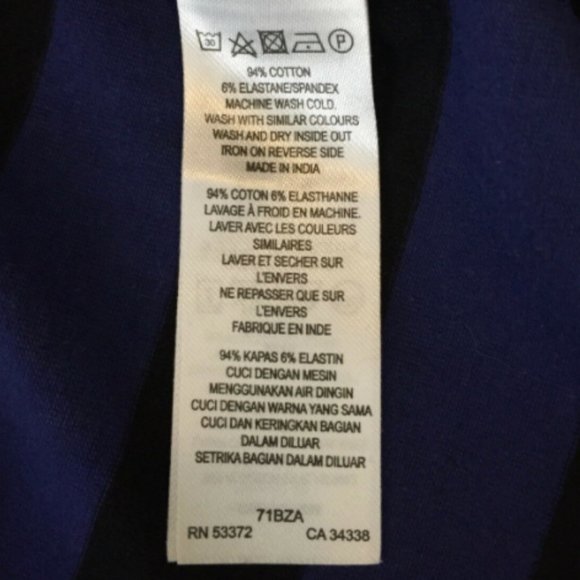 30
P
94% COTTON
6% ELASTANE/SPANDEX
MACHINE WASH COLD.
WASH WITH SIMILAR COLOURS
WASH AND DRY INSIDE OUT
IRON ON REVERSE SIDE
MADE IN INDIA
94% COTON 6% ELASTHANNE
LAVAGE À FROID EN MACHINE.
LAVER AVEC LES COULEURS
SIMILAIRES
LAVER ET SECHER SUR
L'ENVERS
NE REPASSER QUE SUR
L'ENVERS
FABRIQUE EN INDE
94% KAPAS 6% ELASTIN
CUCI DENGAN MESIN
MENGGUNAKAN AIR DINGIN
CUCI DENGAN WARNA YANG SAMA
CUCI DAN KERINGKAN BAGIAN
DALAM DILUAR
SETRIKA BAGIAN DALAM DILUAR
71BZA
RN 53372 CA 34338